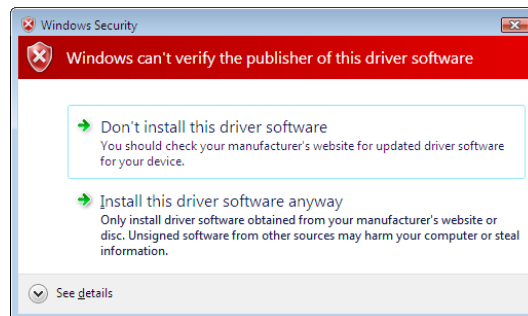 Windows Security
Windows can't verify the publisher of this driver software
Don't install this driver software
You should check your manufacturer's website for updated driver software
for your device.
Install this driver software anyway
Only install driver software obtained from your manufacturer's website or
disc. Unsigned software from other sources may harm your computer or steal
information.
See details